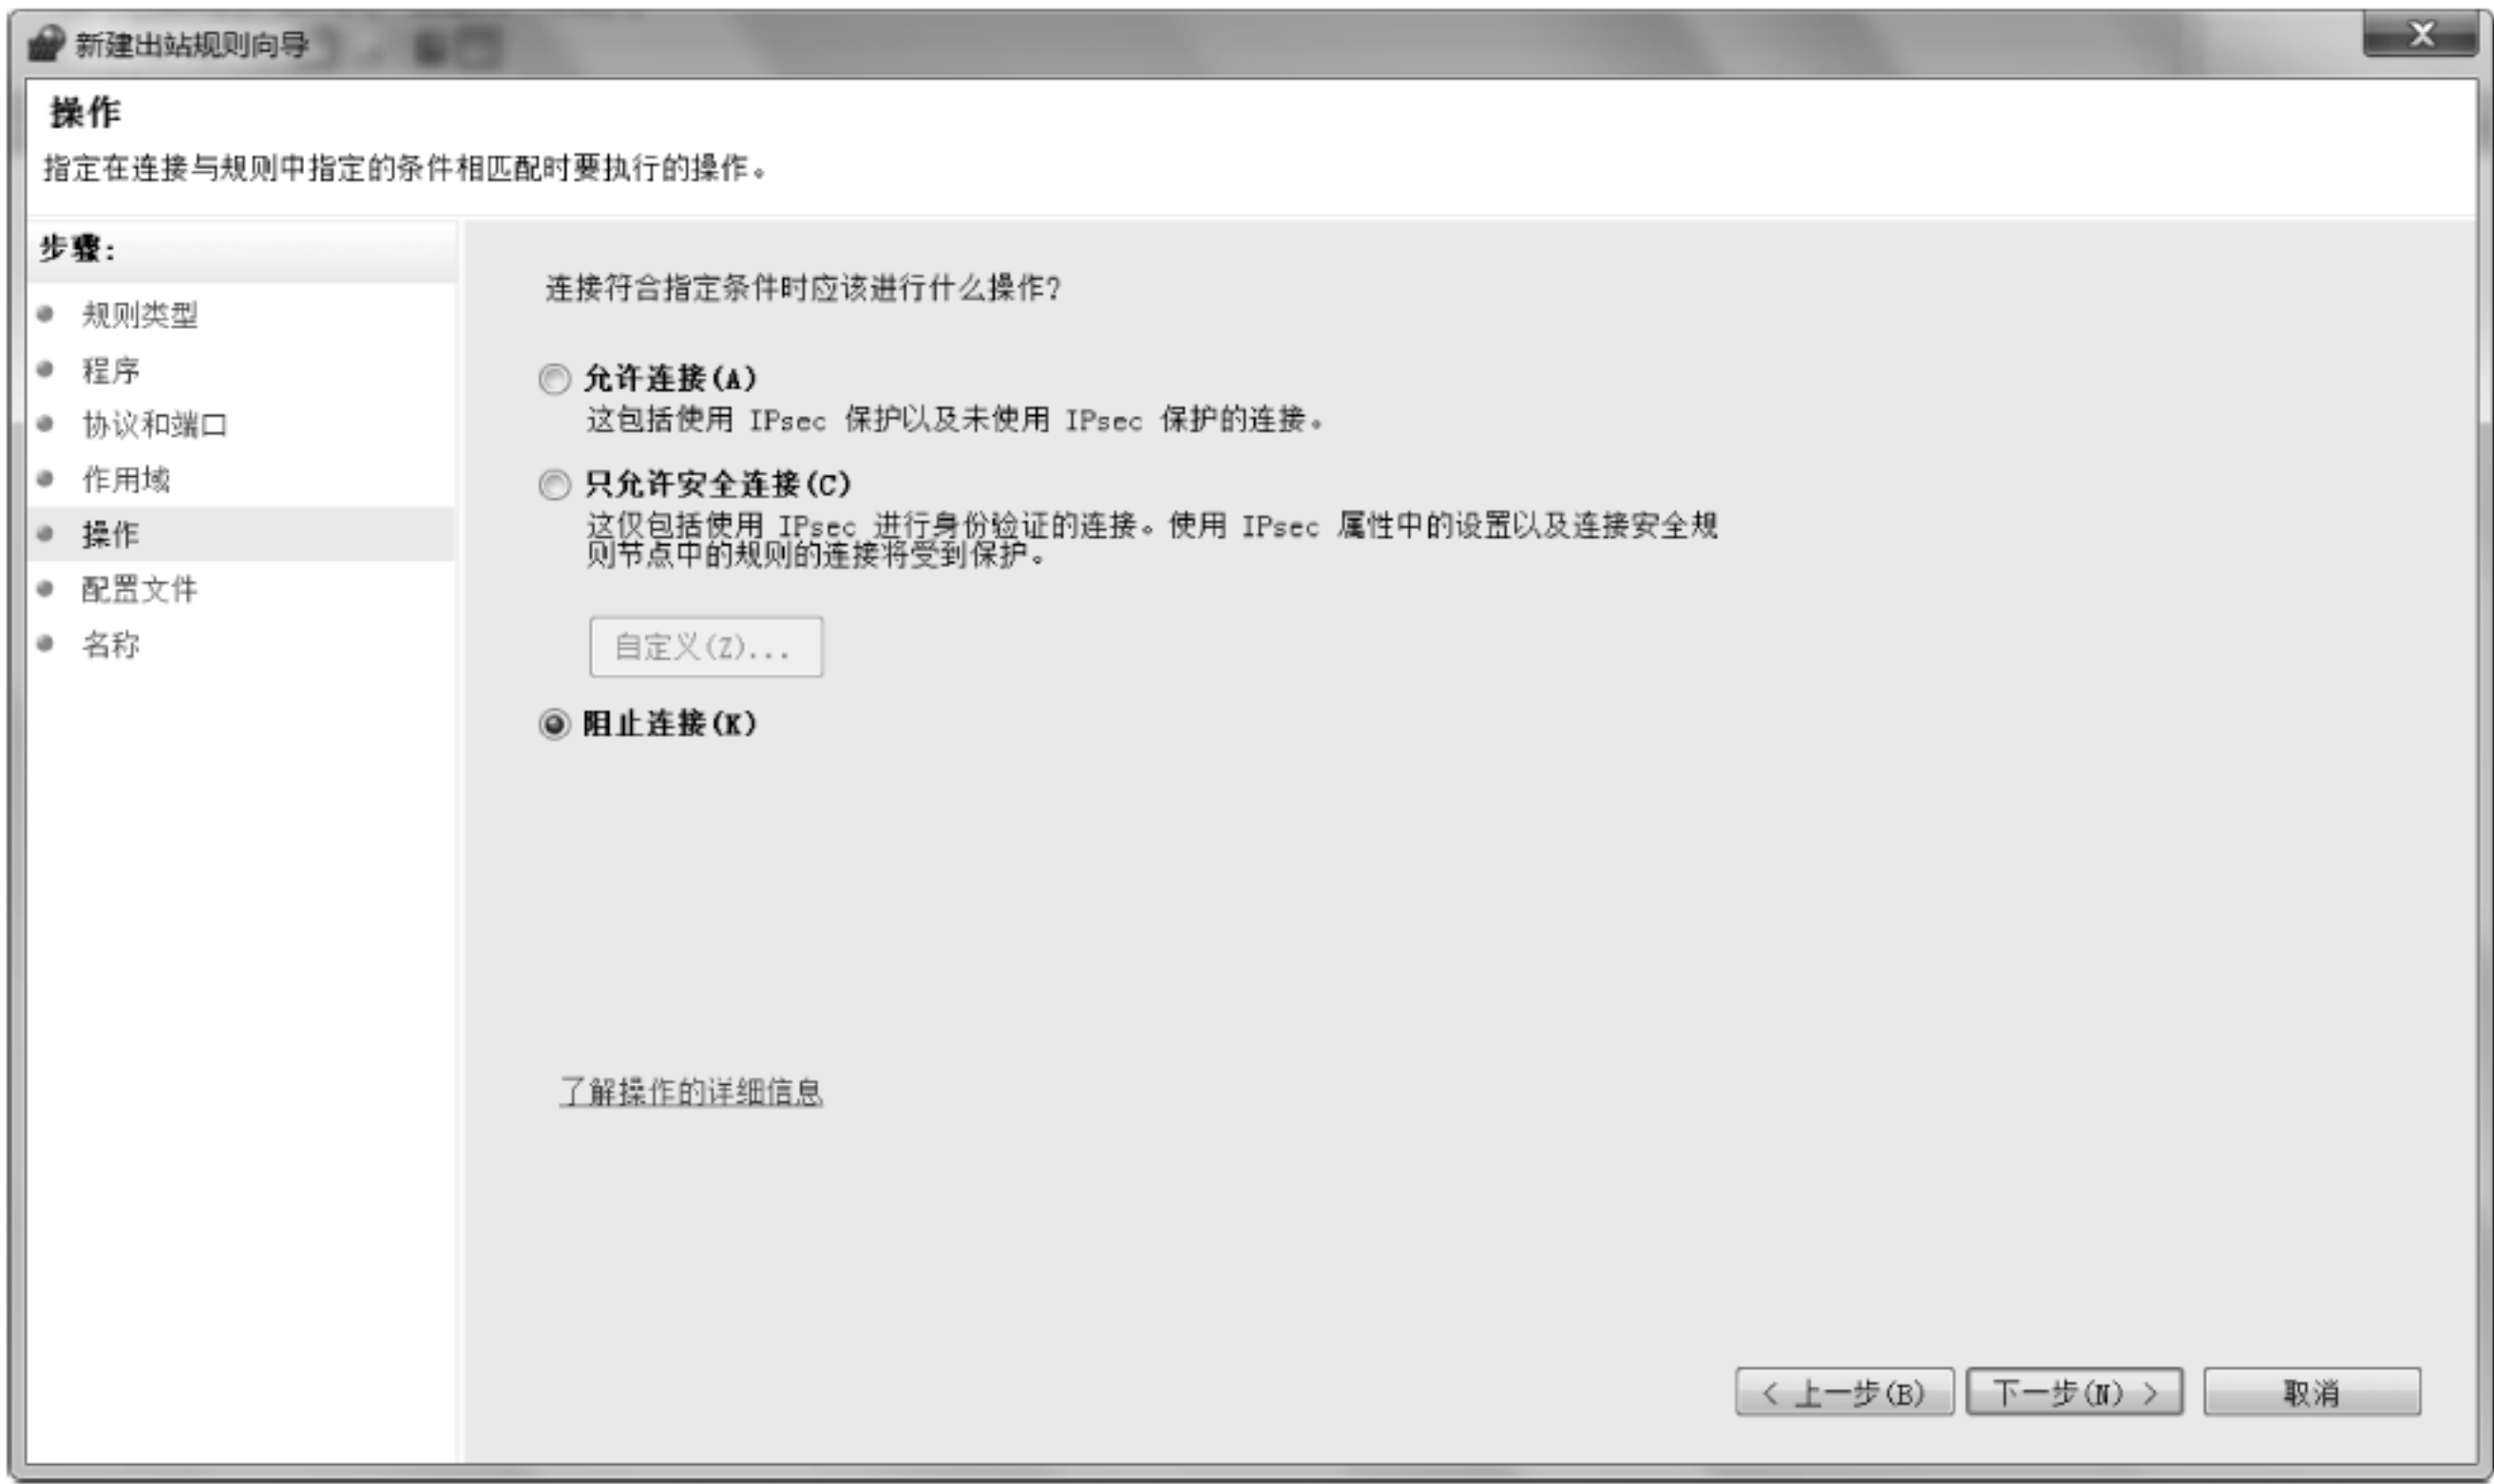 新建出站规则向导
操作
指定在连接与规则中指定的条件相匹配时要执行的操作。
步骤:
规则类型
程序
协议和端口
作用域
操作
配置文件
名称
连接符合指定条件时应该进行什么操作?
允许连接(A)
这包括使用 IPsec 保护以及未使用 IPsec 保护的连接。
只允许安全连接(C)
这仅包括使用 IPsec 进行身份验证的连接。使用 IPsec 属性中的设置以及连接安全规
则节点中的规则的连接将受到保护。
自定义(Z)...
阻止连接(K)
了解操作的详细信息
< 上一步(B)
下一步(N) >
取消